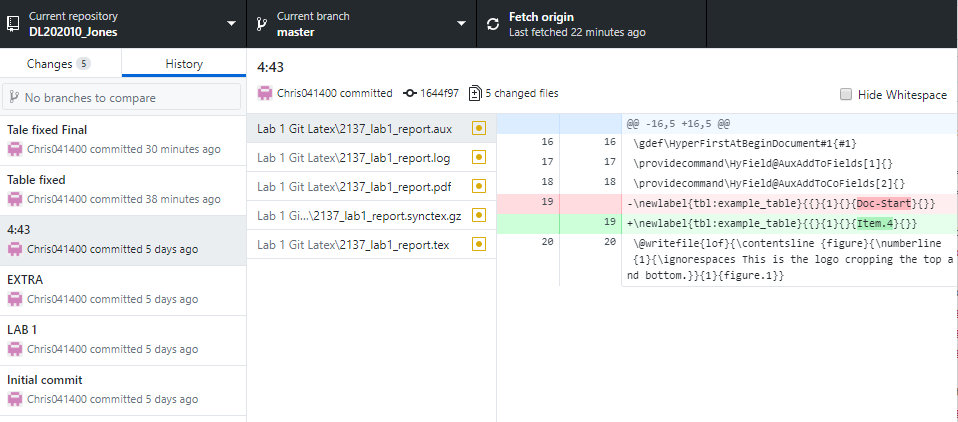 Current repository
DL202010_Jones
Current branch
master
Fetch origin
Last fetched 22 minutes ago
Changes 5
History
No branches to compare
Tale fixed Final
Chris041400 committed 30 minutes ago
Table fixed
Chris041400 committed 38 minutes ago
4:43
Chris041400 committed 5 days ago
EXTRA
Chris041400 committed 5 days ago
LAB 1
Chris041400 committed 5 days ago
Initial commit
Chris041400 committed 5 days ago
4:43
Chris041400 committed 1644f97 5 changed files
Hide Whitespace
Lab 1 Git Latex\2137_lab1_report.aux
Lab 1 Git Latex\2137_lab1_report.log
Lab 1 Git Latex\2137_lab1_report.pdf
Lab 1 Gi...\2137_lab1_report.synctex.gz
Lab 1 Git Latex\2137_lab1_report.tex
@@ -16,5 +16,5 @@
16 16 \gdef\HyperFirstAtBeginDocument#1{#1}
17 17 \providecommand\HyField@AuxAddToFields[1]{}
18 18 \providecommand\HyField@AuxAddToCoFields[2]{}
19 -\newlabel{tbl:example_table}{{}{1}{}{Doc-Start}{}}
19 +\newlabel{tbl:example_table}{{}{1}{}{Item.4}{}}
20 20 \@writefile{lof}{\contentsline {figure}{\numberline
{1}{\ignorespaces This is the logo cropping the top a
nd bottom.}}{1}{figure.1}}